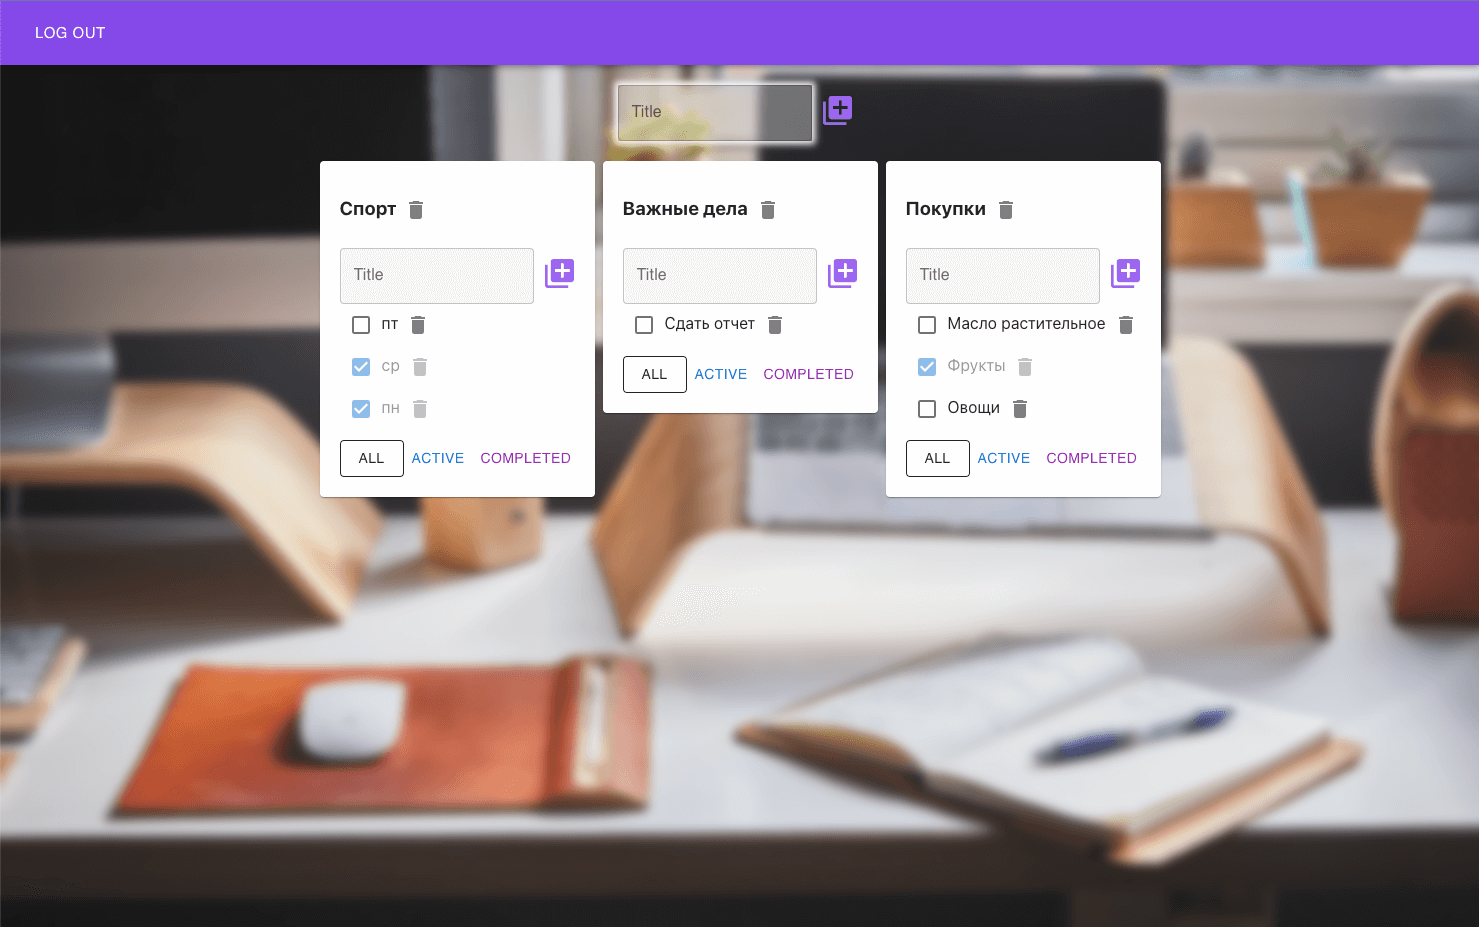 LOG OUT
Title
Спорт
Title
пт
ср
пн
ALL ACTIVE COMPLETED
Важные дела
Title
Сдать отчет
ALL ACTIVE COMPLETED
Покупки
Title
Масло растительное
Фрукты
Овощи
ALL ACTIVE COMPLETED